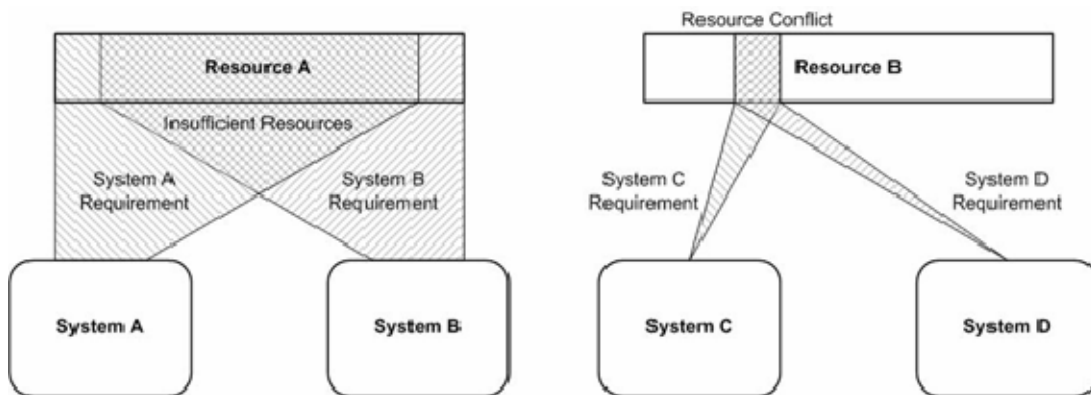 Resource Conflict
Resource A
Resource B
Insufficient Resources
System A
Requirement
System B
Requirement
System C
Requirement
System D
Requirement
System A
System B
System C
System D